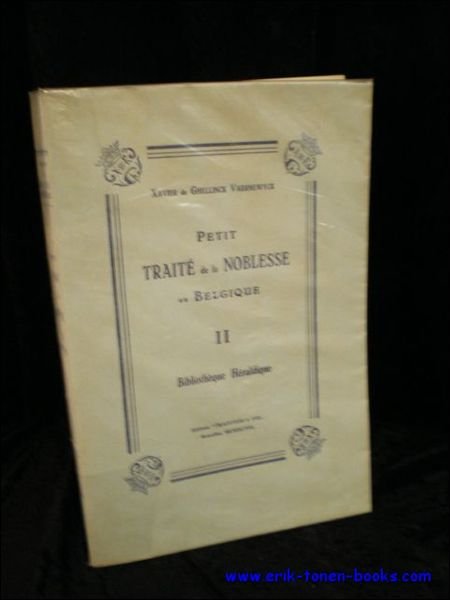 Xavier de Ghellinck Vaernewyck
PETIT
TRAITÉ de la NOBLESSE
en BELGIQUE
II
Bibliothèque Héraldique
www.erik-tonen-books.com